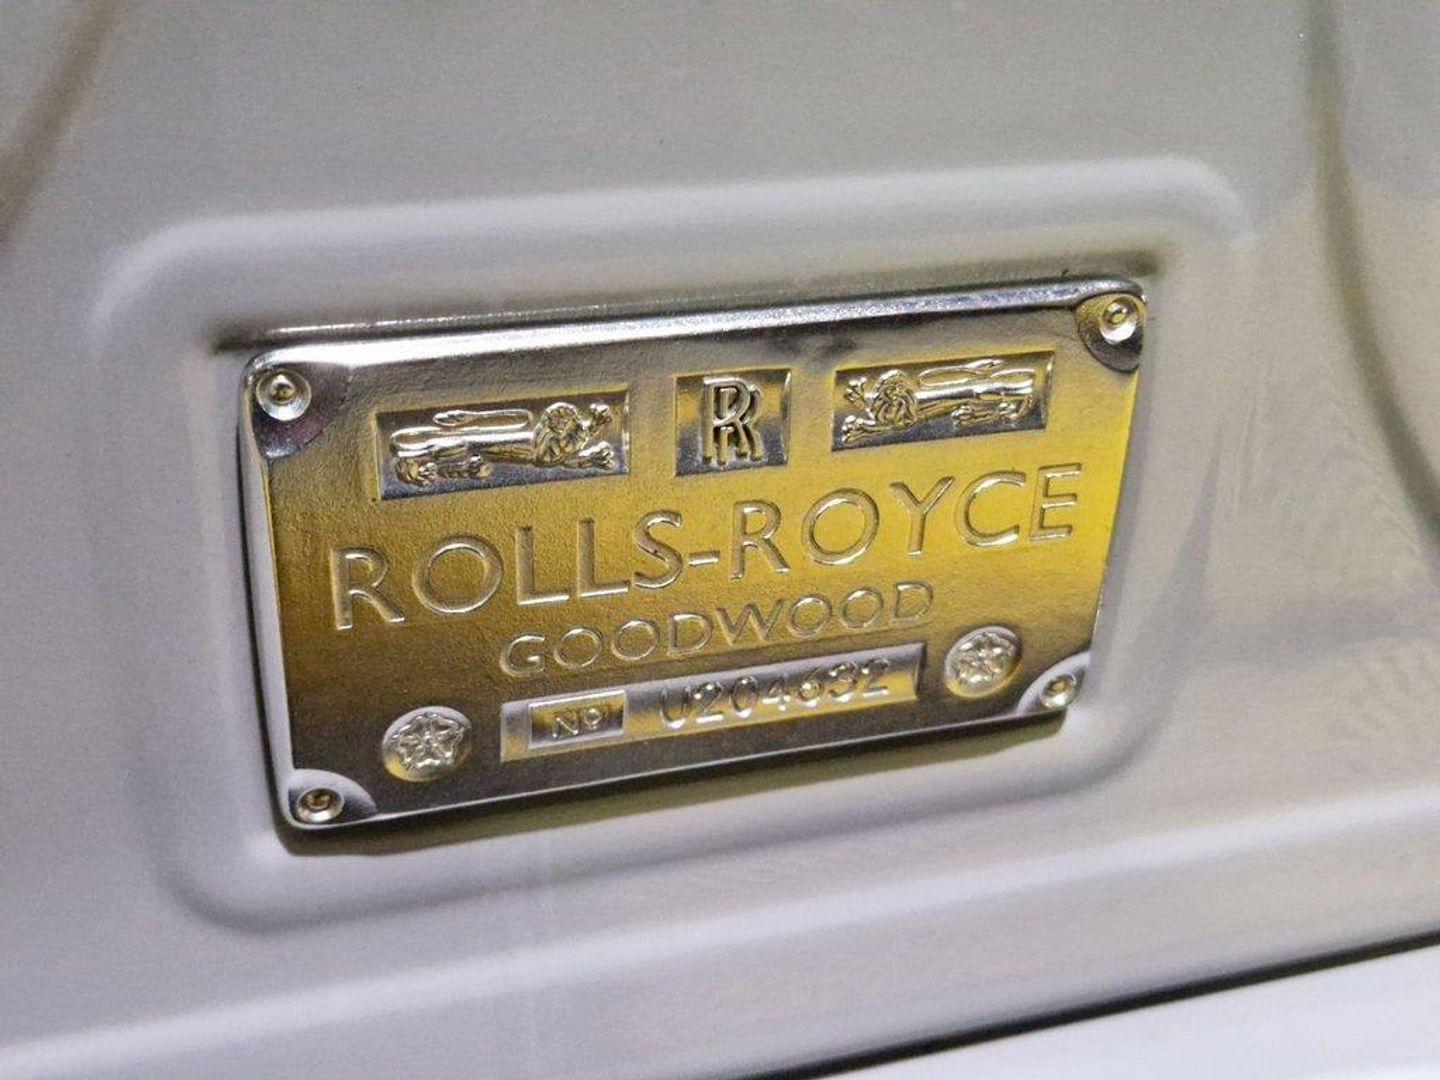 RR
ROLLS-ROYCE
GOODWOOD
Nº U204632